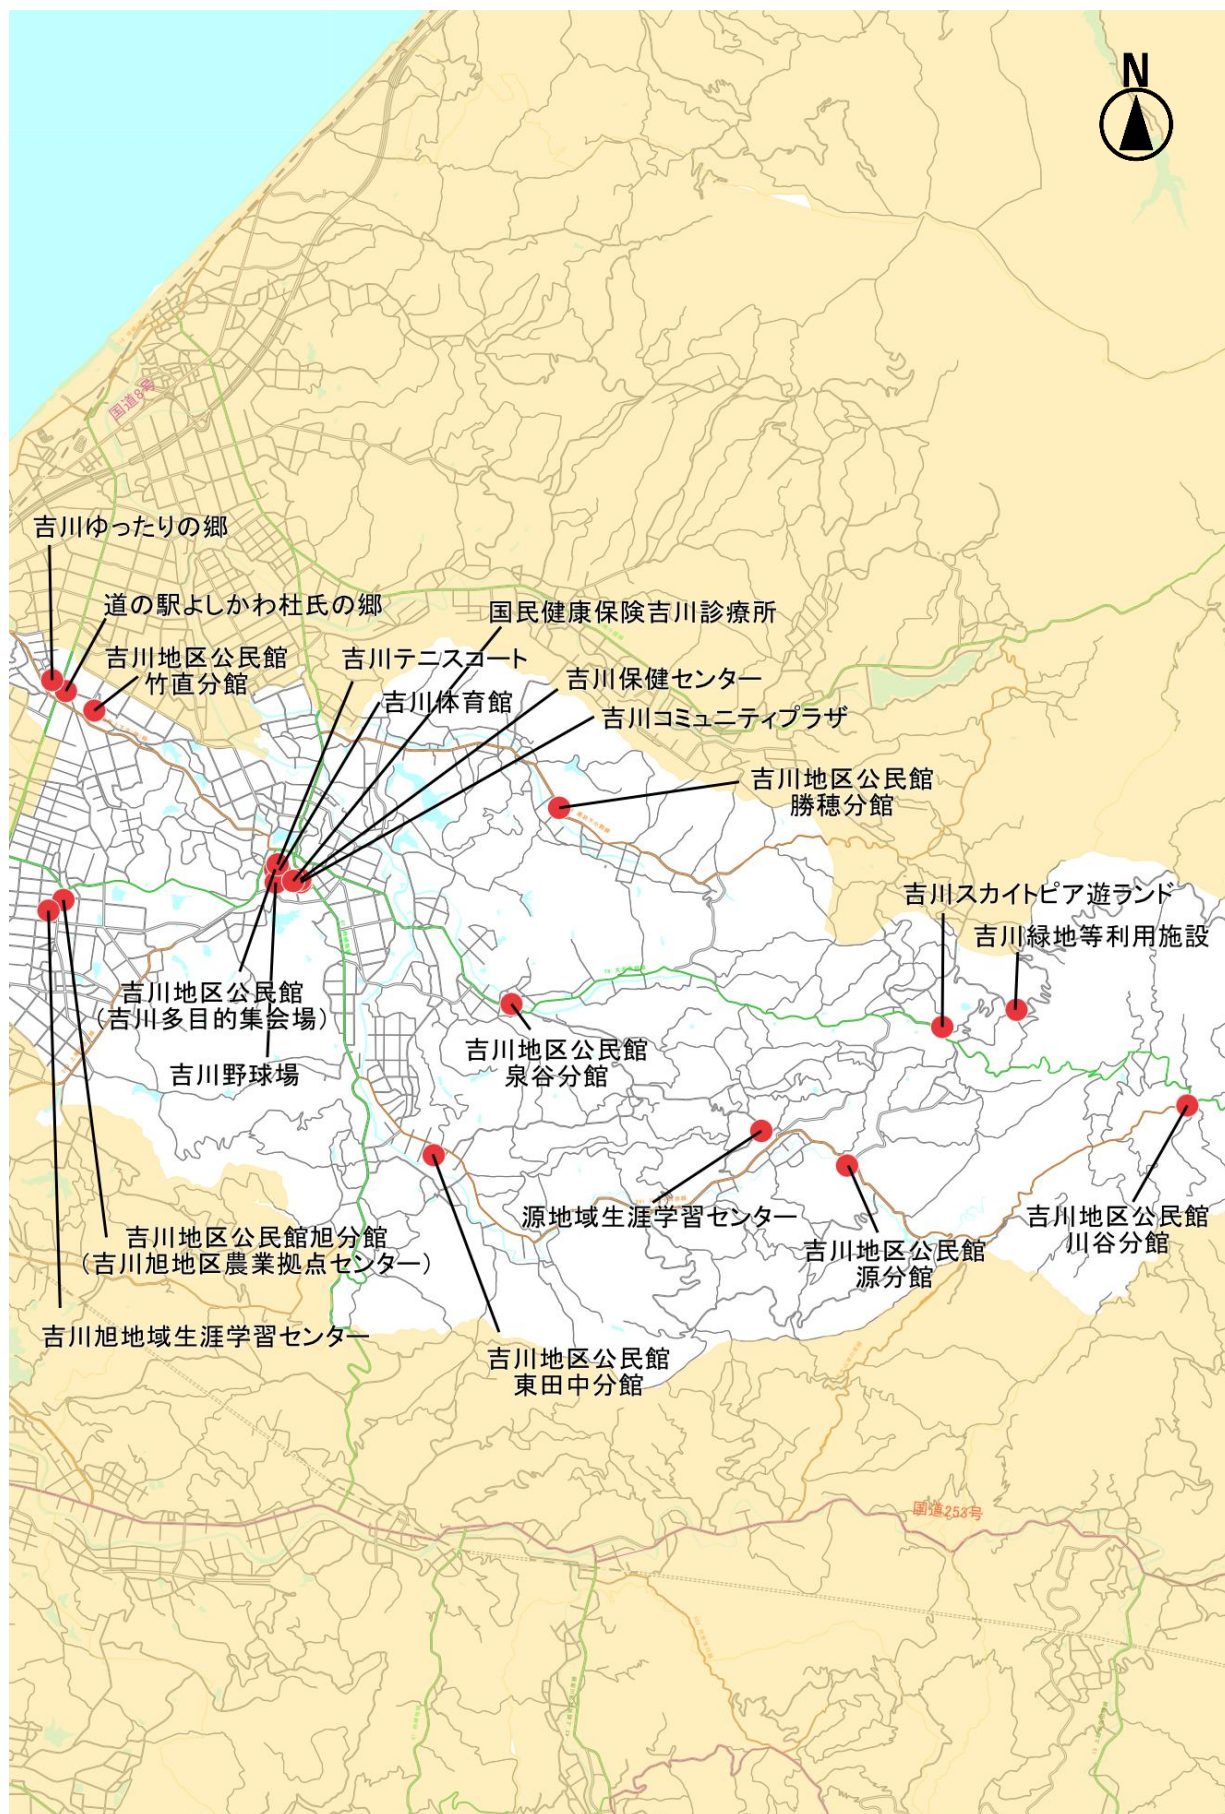 N
国道8号
吉川ゆったりの郷
道の駅よしかわ杜氏の郷
国民健康保険吉川診療所
吉川地区公民館
竹直分館
吉川テニスコート
吉川体育館
吉川保健センター
吉川コミュニティプラザ
吉川地区公民館
勝穂分館
吉川スカイトピア遊ランド
吉川緑地等利用施設
吉川地区公民館
（吉川多目的集会場）
吉川野球場
吉川地区公民館
泉谷分館
源地域生涯学習センター
吉川地区公民館
源分館
吉川地区公民館
川谷分館
吉川地区公民館旭分館
（吉川旭地区農業拠点センター）
吉川旭地域生涯学習センター
吉川地区公民館
東田中分館
国道253号